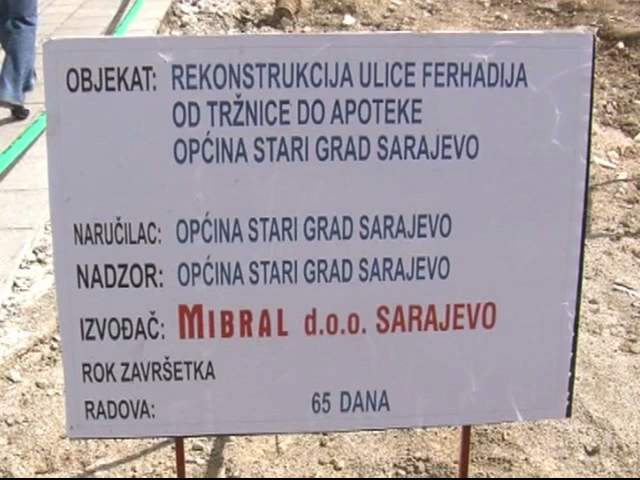 OBJEKAT: REKONSTRUKCIJA ULICE FERHADIJA
OD TRŽNICE DO APOTEKE
OPĆINA STARI GRAD SARAJEVO
NARUČILAC: OPĆINA STARI GRAD SARAJEVO
NADZOR: OPĆINA STARI GRAD SARAJEVO
IZVOĐAČ: MIBRAL d.o.o. SARAJEVO
ROK ZAVRŠETKA
RADOVA: 65 DANA